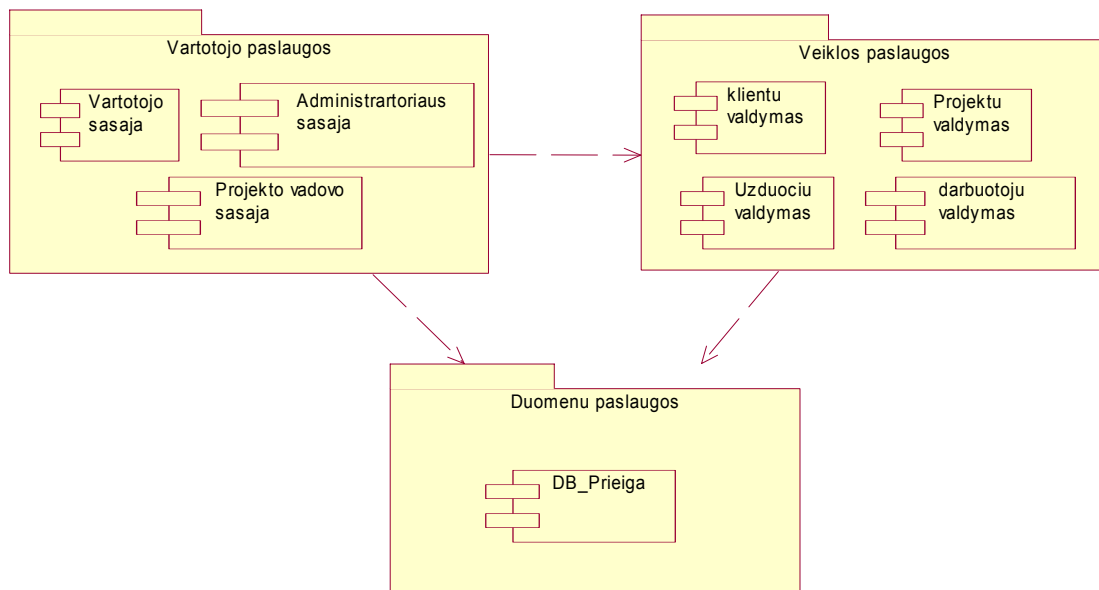 Vartotojo paslaugos
Vartotojo
sasaja
Administrartoriaus
sasaja
Projekto vadovo
sasaja
Veiklos paslaugos
klientu
valdymas
Projektu
valdymas
Uzduociu
valdymas
darbuotoju
valdymas
Duomenu paslaugos
DB_Prieiga